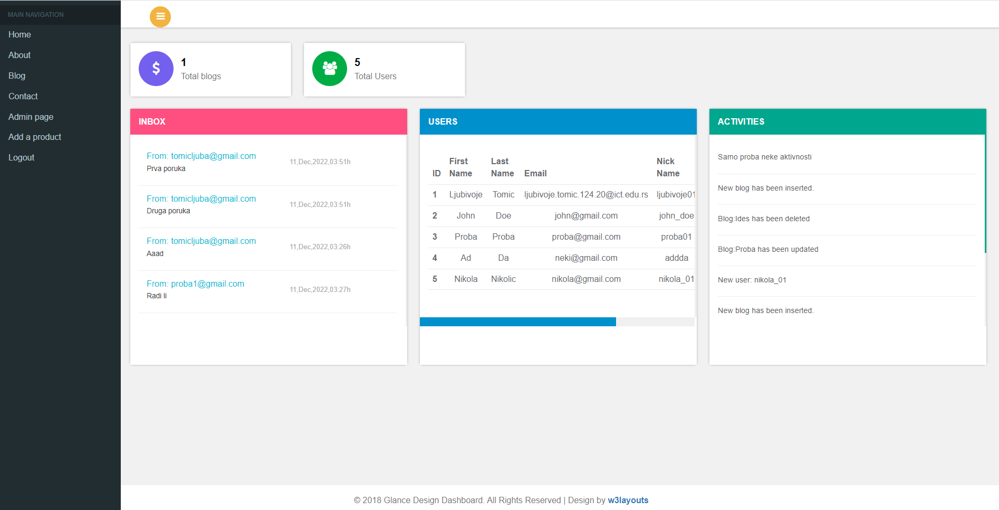 MAIN NAVIGATION
Home
About
Blog
Contact
Admin page
Add a product
Logout
1
Total blogs
5
Total Users
INBOX
From: tomicljuba@gmail.com
Prva poruka
11,Dec,2022,03:51h
From: tomicljuba@gmail.com
Druga poruka
11,Dec,2022,03:51h
From: tomicljuba@gmail.com
Aaad
11,Dec,2022,03:26h
From: proba1@gmail.com
Radi li
11,Dec,2022,03:27h
USERS
ID First Name Last Name Email Nick Name
1 Ljubivoje Tomic ljubivoje.tomic.124.20@ict.edu.rs ljubivoje01
2 John Doe john@gmail.com john_doe
3 Proba Proba proba@gmail.com proba01
4 Ad Da neki@gmail.com addda
5 Nikola Nikolic nikola@gmail.com nikola_01
ACTIVITIES
Samo proba neke aktivnosti
New blog has been inserted.
Blog:Ides has been deleted
Blog:Proba has been updated
New user: nikola_01
New blog has been inserted.
© 2018 Glance Design Dashboard. All Rights Reserved | Design by w3layouts